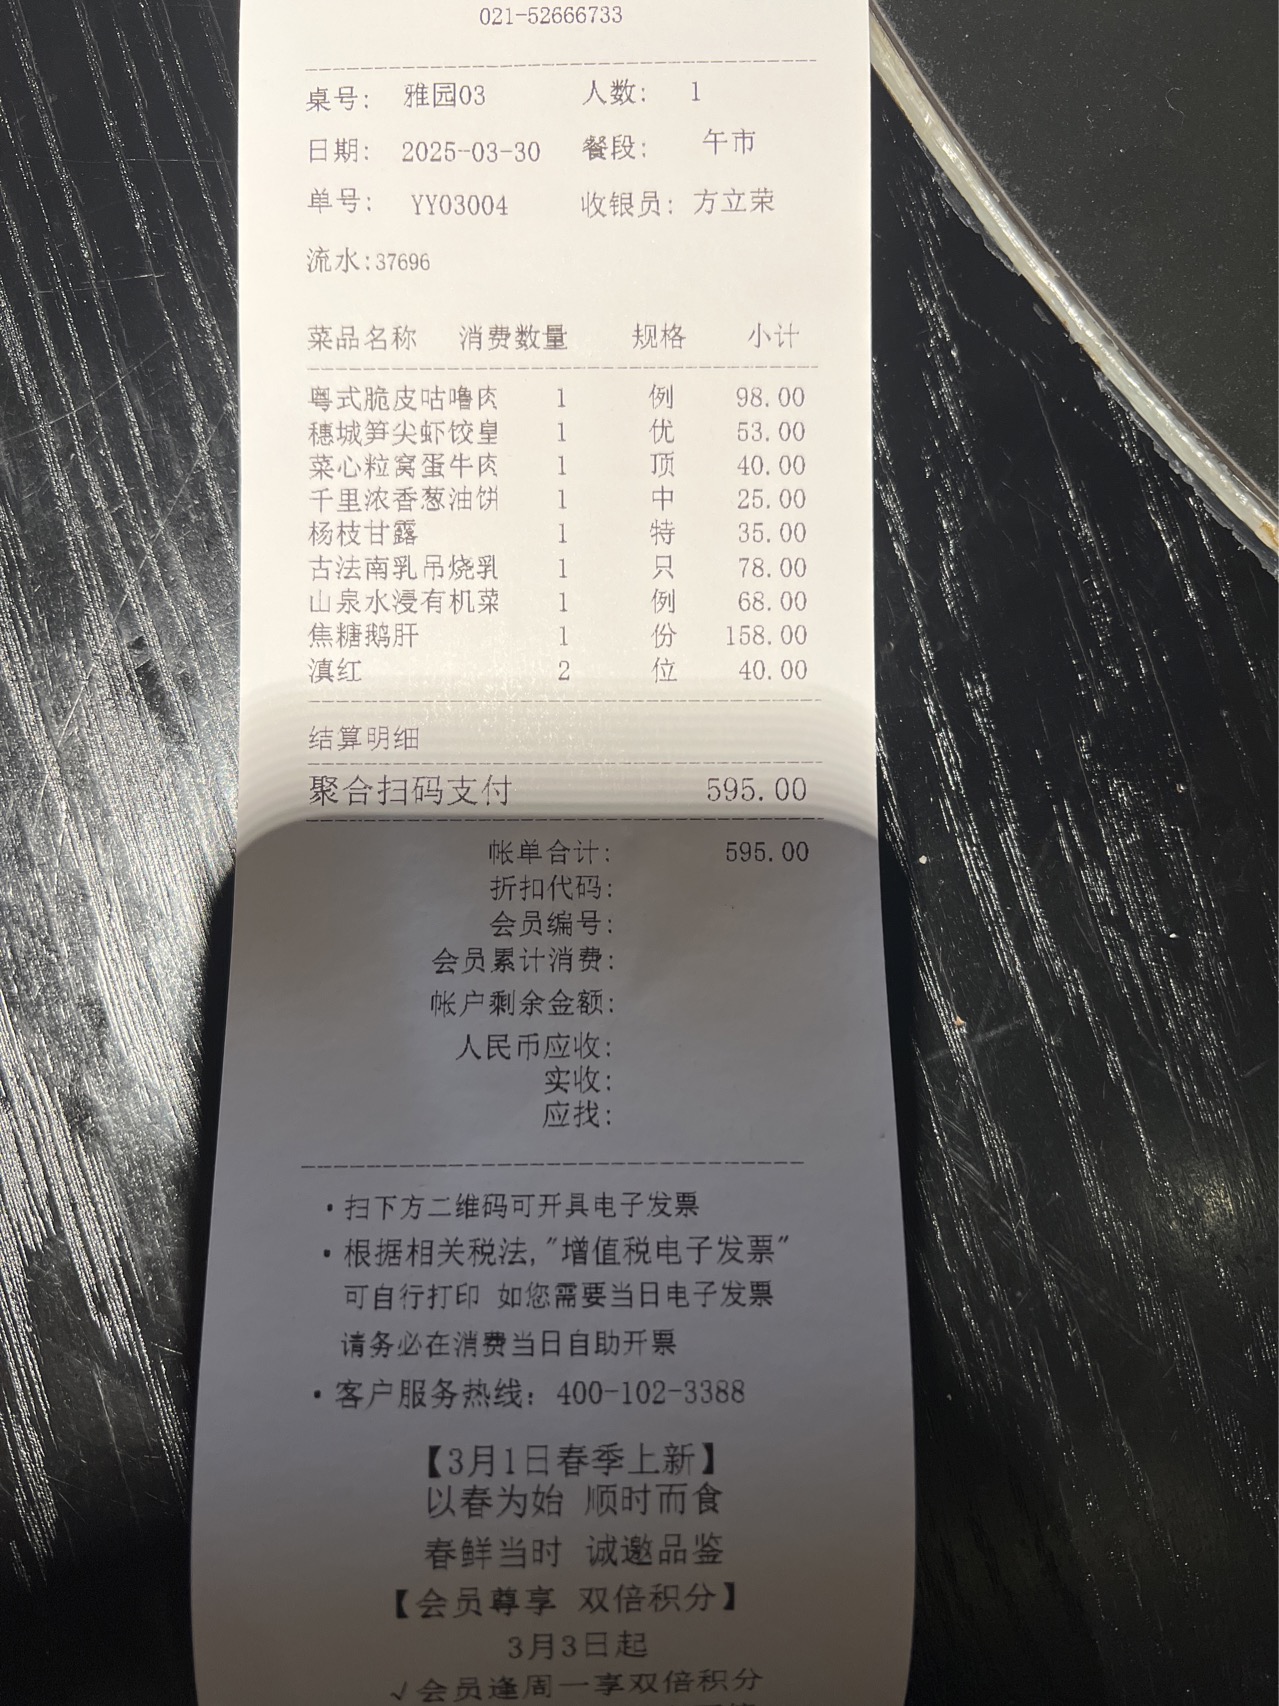 021-52666733
桌号： 雅园03 人数： 1
日期： 2025-03-30 餐段： 午市
单号： YY03004 收银员：方立荣
流水:37696
菜品名称 消费数量 规格 小计
粤式脆皮咕噜肉 1 例 98.00
穗城笋尖虾饺皇 1 优 53.00
菜心粒窝蛋牛肉 1 顶 40.00
千里浓香葱油饼 1 中 25.00
杨枝甘露 1 特 35.00
古法南乳吊烧乳 1 只 78.00
山泉水浸有机菜 1 例 68.00
焦糖鹅肝 1 份 158.00
滇红 2 位 40.00
结算明细
聚合扫码支付 595.00
帐单合计： 595.00
折扣代码：
会员编号：
会员累计消费：
帐户剩余金额：
人民币应收：
实收：
应找：
·扫下方二维码可开具电子发票
·根据相关税法,"增值税电子发票"
可自行打印 如您需要当日电子发票
请务必在消费当日自助开票
·客户服务热线：400-102-3388
【3月1日春季上新】
以春为始 顺时而食
春鲜当时 诚邀品鉴
【会员尊享 双倍积分】
3月3日起
√会员逢周一享双倍积分